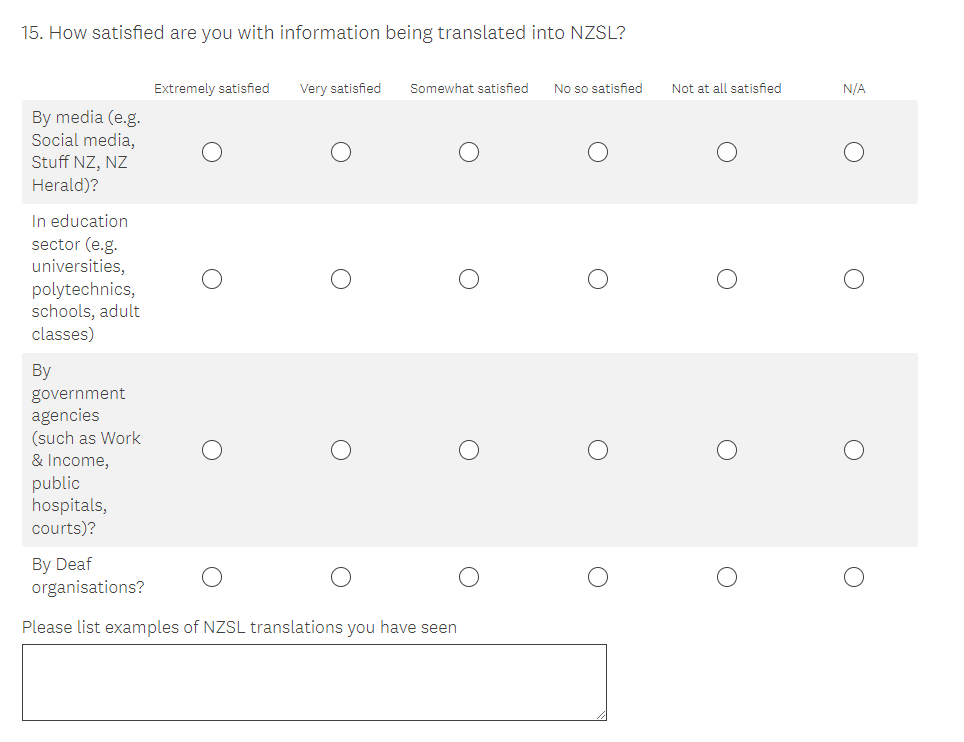 15. How satisfied are you with information being translated into NZSL?
Extremely satisfied Very satisfied Somewhat satisfied No so satisfied Not at all satisfied N/A
By media (e.g.
Social media,
Stuff NZ, NZ
Herald)?
In education
sector (e.g.
universities,
polytechnics,
schools, adult
classes)
By
government
agencies
(such as Work
& Income,
public
hospitals,
courts)?
By Deaf
organisations?
Please list examples of NZSL translations you have seen